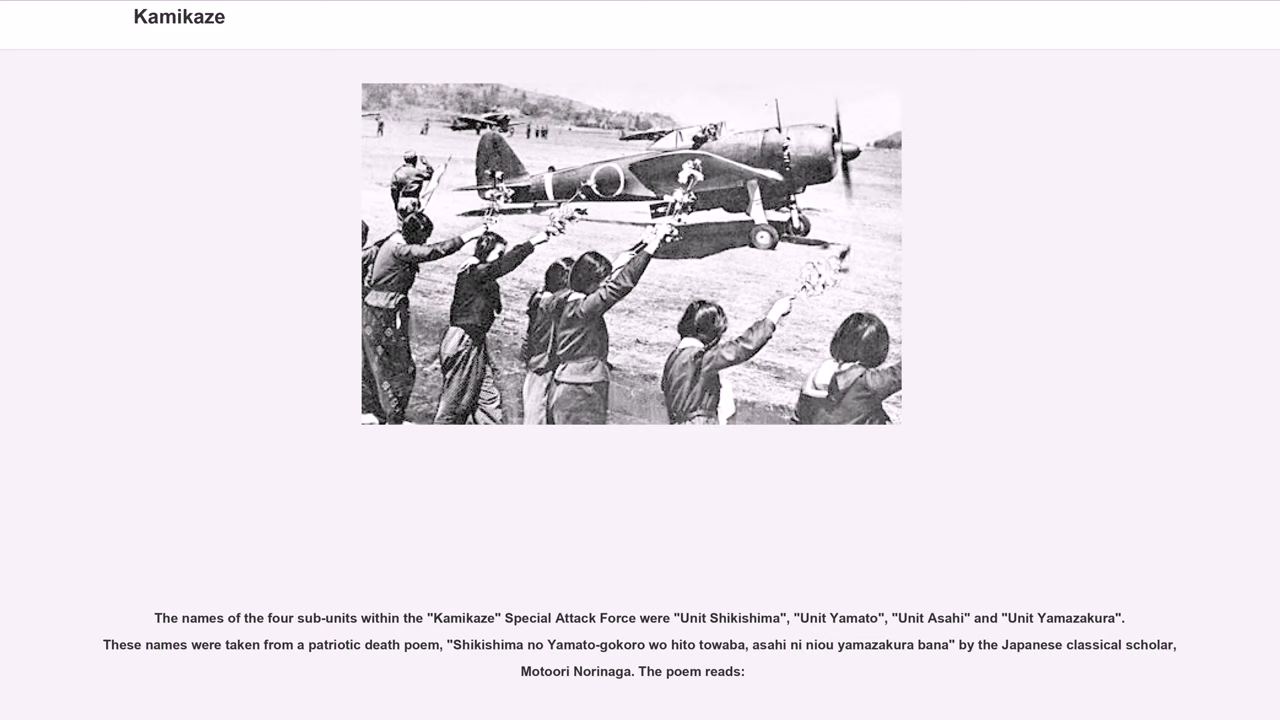 Kamikaze
The names of the four sub-units within the "Kamikaze" Special Attack Force were "Unit Shikishima", "Unit Yamato", "Unit Asahi" and "Unit Yamazakura".
These names were taken from a patriotic death poem, "Shikishima no Yamato-gokoro wo hito towaba, asahi ni niou yamazakura bana" by the Japanese classical scholar,
Motoori Norinaga. The poem reads: